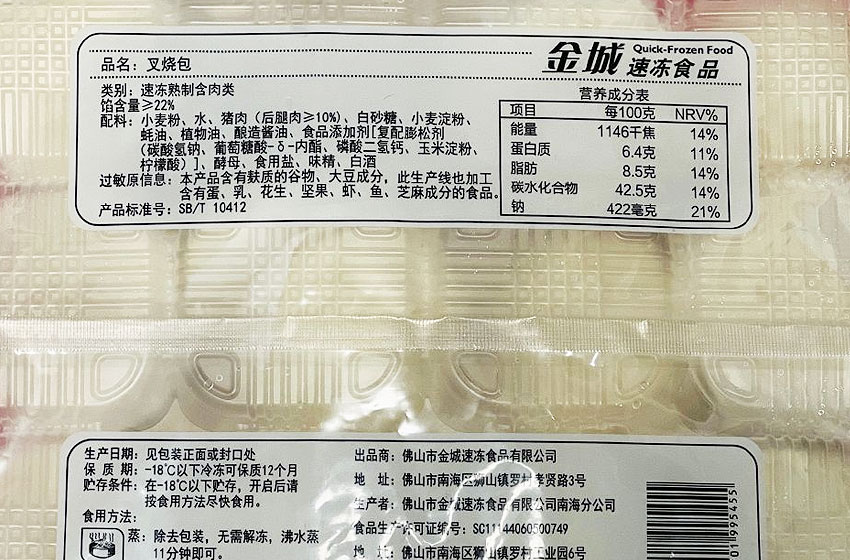 品名：叉烧包
金城 Quick-Frozen Food
速冻食品
类别：速冻熟制含肉类
馅含量≥22%
配料：小麦粉、水、猪肉（后腿肉≥10%）、白砂糖、小麦淀粉、
蚝油、植物油、酿造酱油、食品添加剂[复配膨松剂
（碳酸氢钠、葡萄糖酸-δ-内酯、磷酸二氢钙、玉米淀粉、
柠檬酸）]、酵母、食用盐、味精、白酒
过敏原信息：本产品含有麸质的谷物、大豆成分，此生产线也加工
含有蛋、乳、花生、坚果、虾、鱼、芝麻成分的食品。
产品标准号：SB/T 10412
营养成分表
项目 每100克 NRV%
能量 1146千焦 14%
蛋白质 6.4克 11%
脂肪 8.5克 14%
碳水化合物 42.5克 14%
钠 422毫克 21%
生产日期：见包装正面或封口处
保质期：-18℃以下冷冻可保质12个月
贮存条件：在-18℃以下贮存，开启后请
按食用方法尽快食用。
食用方法：
蒸：除去包装，无需解冻，沸水蒸
11分钟即可。
出品商：佛山市金城速冻食品有限公司
地址：佛山市南海区狮山镇罗村孝贤路3号
生产者：佛山市金城速冻食品有限公司南海分公司
食品生产许可证编号：SC11144060500749
地址：佛山市南海区狮山镇罗村工业园6号
01995455